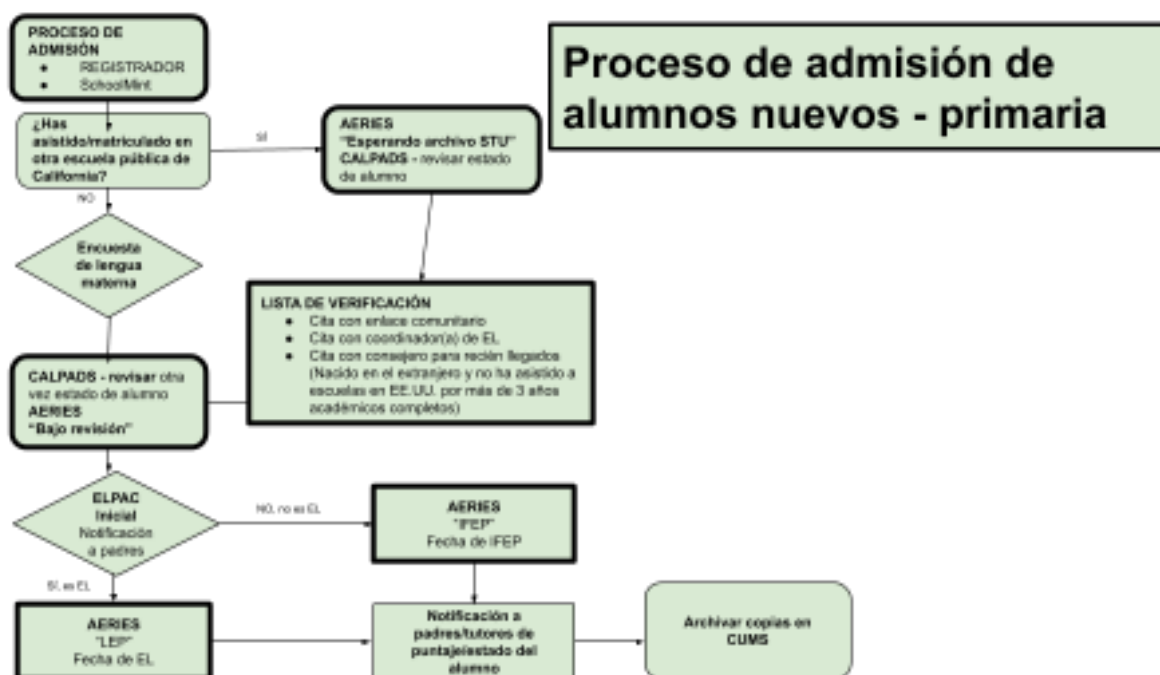 PROCESO DE
ADMISIÓN
● REGISTRADOR
● SchoolMint
Proceso de admisión de
alumnos nuevos - primaria
¿Has
asistido/matriculado en
otra escuela pública de
California?
SÍ
AERIES
"Esperando archivo STU"
CALPADS - revisar estado
de alumno
NO
Encuesta
de lengua
materna
LISTA DE VERIFICACIÓN
● Cita con enlace comunitario
● Cita con coordinador(a) de EL
● Cita con consejero para recién llegados
(Nacido en el extranjero y no ha asistido a
escuelas en EE.UU. por más de 3 años
académicos completos)
CALPADS - revisar otra
vez estado de alumno
AERIES
"Bajo revisión"
ELPAC
Inicial
Notificación
a padres
NO, no es EL
AERIES
"IFEP"
Fecha de IFEP
SÍ, es EL
AERIES
"LEP"
Fecha de EL
Notificación a
padres/tutores de
puntaje/estado del
alumno
Archivar copias en
CUMS